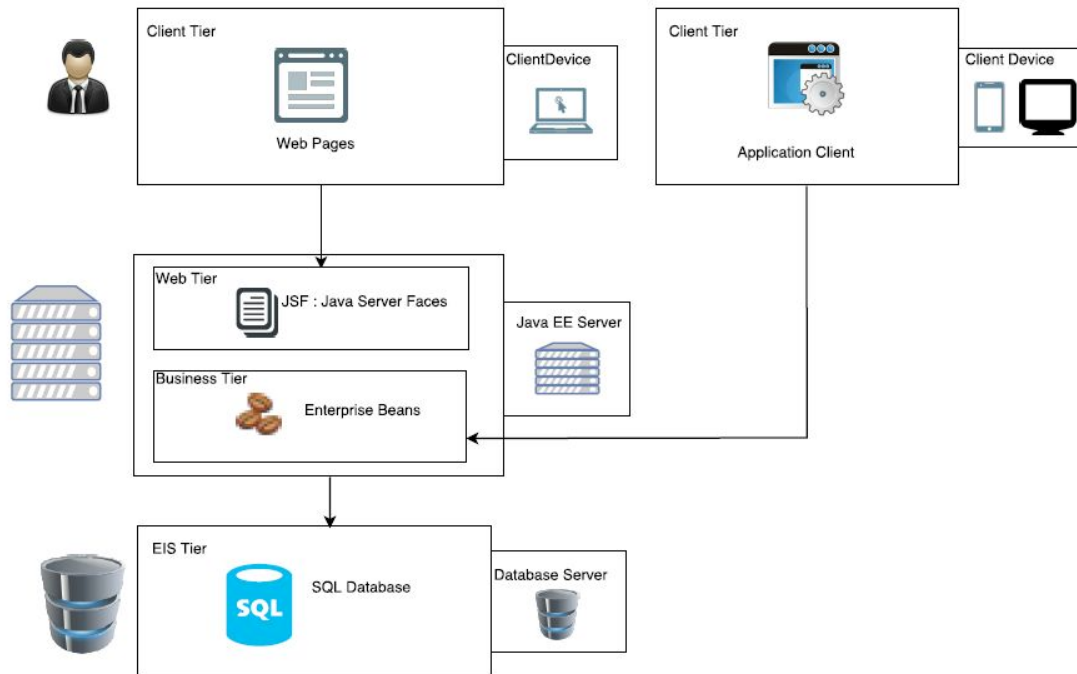 Client Tier
ClientDevice
Web Pages
Client Tier
Client Device
Application Client
Web Tier
JSF : Java Server Faces
Java EE Server
Business Tier
Enterprise Beans
EIS Tier
SQL
SQL Database
Database Server